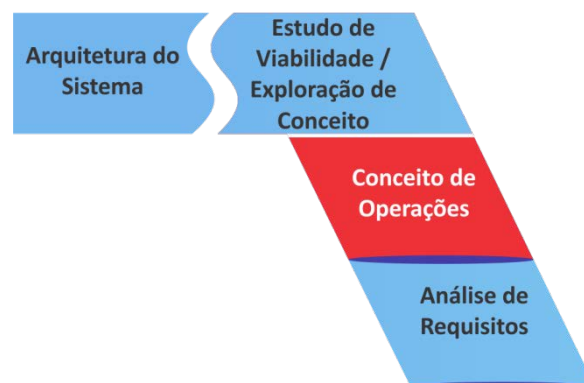 Arquitetura do
Sistema
Estudo de
Viabilidade /
Exploração de
Conceito
Conceito de
Operações
Análise de
Requisitos